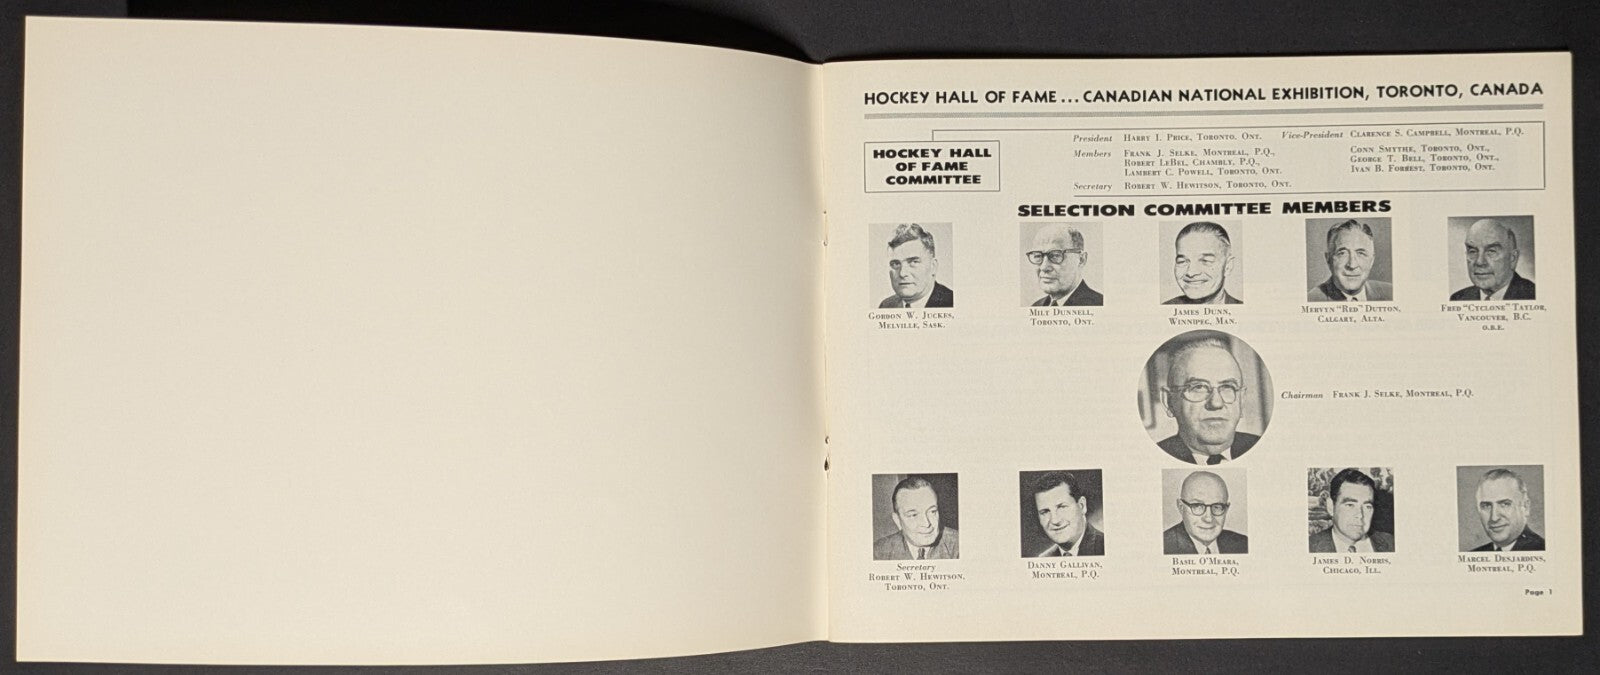 HOCKEY HALL OF FAME... CANADIAN NATIONAL EXHIBITION, TORONTO, CANADA
HOCKEY HALL
OF FAME
COMMITTEE
President HARRY I. PRICE, TORONTO, ONT.
Vice-President CLARENCE S. CAMPBELL, MONTREAL, P.Q.
Members FRANK J. SELKE, MONTREAL, P.Q.,
ROBERT LEBEL, CHAMBLY, P.Q.,
LAMBERT C. POWELL, TORONTO, ONT.
CONN SMYTHE, TORONTO, ONT.,
GEORGE T. BELL, TORONTO, ONT.,
IVAN B. FORREST, TORONTO, ONT.
Secretary ROBERT W. HEWITSON, TORONTO, ONT.
SELECTION COMMITTEE MEMBERS
GORDON W. JUCKES,
MELVILLE, SASK.
MILT DUNNELL,
TORONTO, ONT.
JAMES DUNN,
WINNIPEG, MAN.
MERVYN "RED" DUTTON,
CALGARY, ALTA.
FRED "CYCLONE" TAYLOR,
VANCOUVER, B.C.
O.B.E.
Chairman FRANK J. SELKE, MONTREAL, P.Q.
Secretary
ROBERT W. HEWITSON,
TORONTO, ONT.
DANNY GALLIVAN,
MONTREAL, P.Q.
BASIL O'MEARA,
MONTREAL, P.Q.
JAMES D. NORRIS,
CHICAGO, ILL.
MARCEL DESJARDINS,
MONTREAL, P.Q.
Page 1